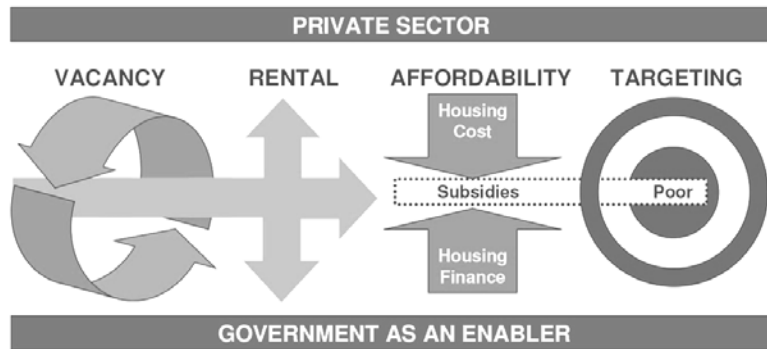 PRIVATE SECTOR
VACANCY RENTAL AFFORDABILITY TARGETING
Housing
Cost
Subsidies Poor
Housing
Finance
GOVERNMENT AS AN ENABLER